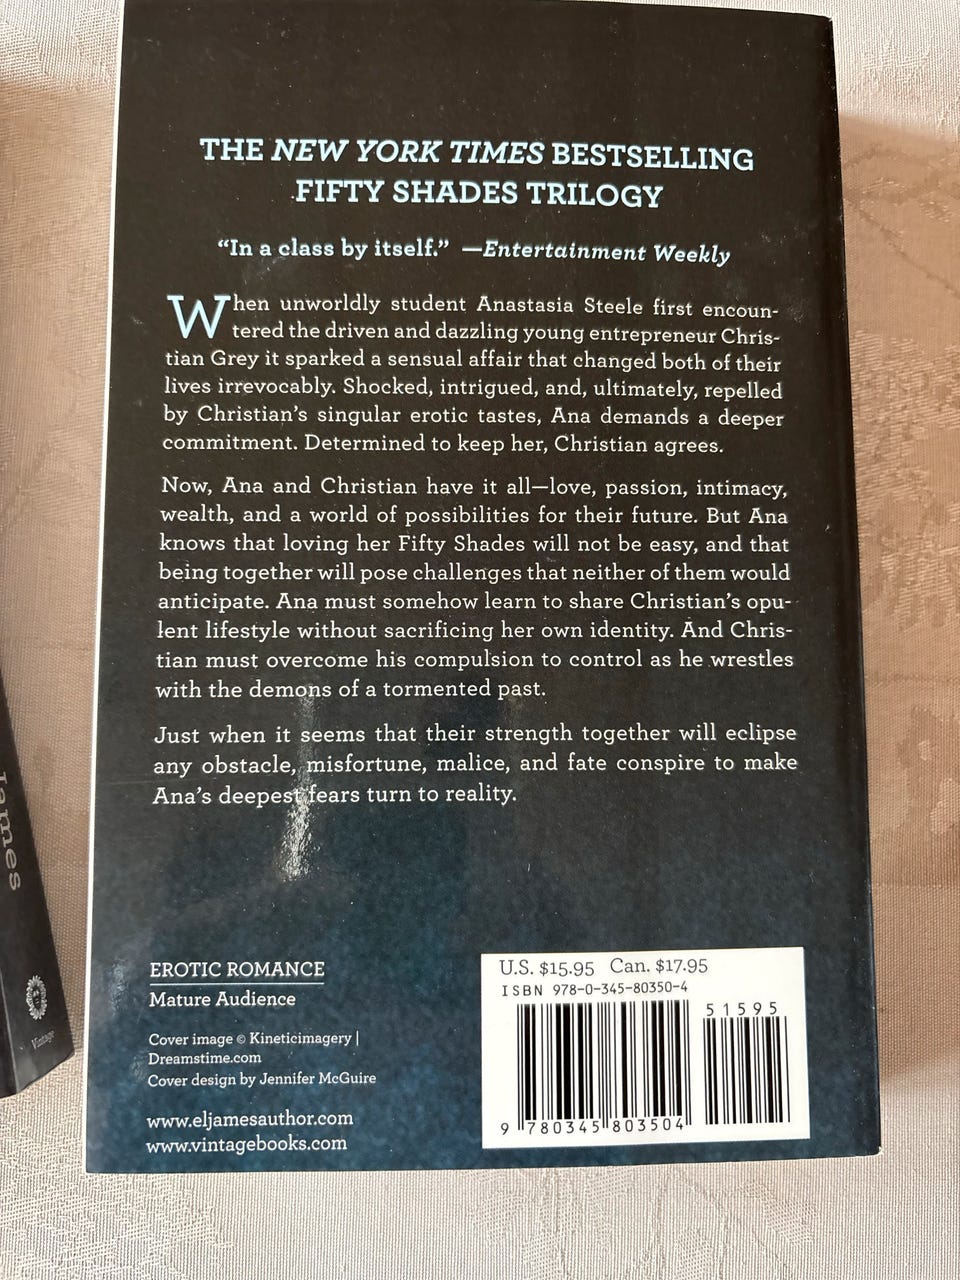 THE NEW YORK TIMES BESTSELLING
FIFTY SHADES TRILOGY
“In a class by itself.” —Entertainment Weekly
When unworldly student Anastasia Steele first encoun-
tered the driven and dazzling young entrepreneur Chris-
tian Grey it sparked a sensual affair that changed both of their
lives irrevocably. Shocked, intrigued, and, ultimately, repelled
by Christian’s singular erotic tastes, Ana demands a deeper
commitment. Determined to keep her, Christian agrees.
Now, Ana and Christian have it all—love, passion, intimacy,
wealth, and a world of possibilities for their future. But Ana
knows that loving her Fifty Shades will not be easy, and that
being together will pose challenges that neither of them would
anticipate. Ana must somehow learn to share Christian’s opu-
lent lifestyle without sacrificing her own identity. And Chris-
tian must overcome his compulsion to control as he wrestles
with the demons of a tormented past.
Just when it seems that their strength together will eclipse
any obstacle, misfortune, malice, and fate conspire to make
Ana’s deepest fears turn to reality.
EROTIC ROMANCE
Mature Audience
Cover image © Kineticimagery |
Dreamstime.com
Cover design by Jennifer McGuire
www.eljamesauthor.com
www.vintagebooks.com
U.S. $15.95 Can. $17.95
ISBN 978-0-345-80350-4
51595
9 780345 803504
James
Vintage